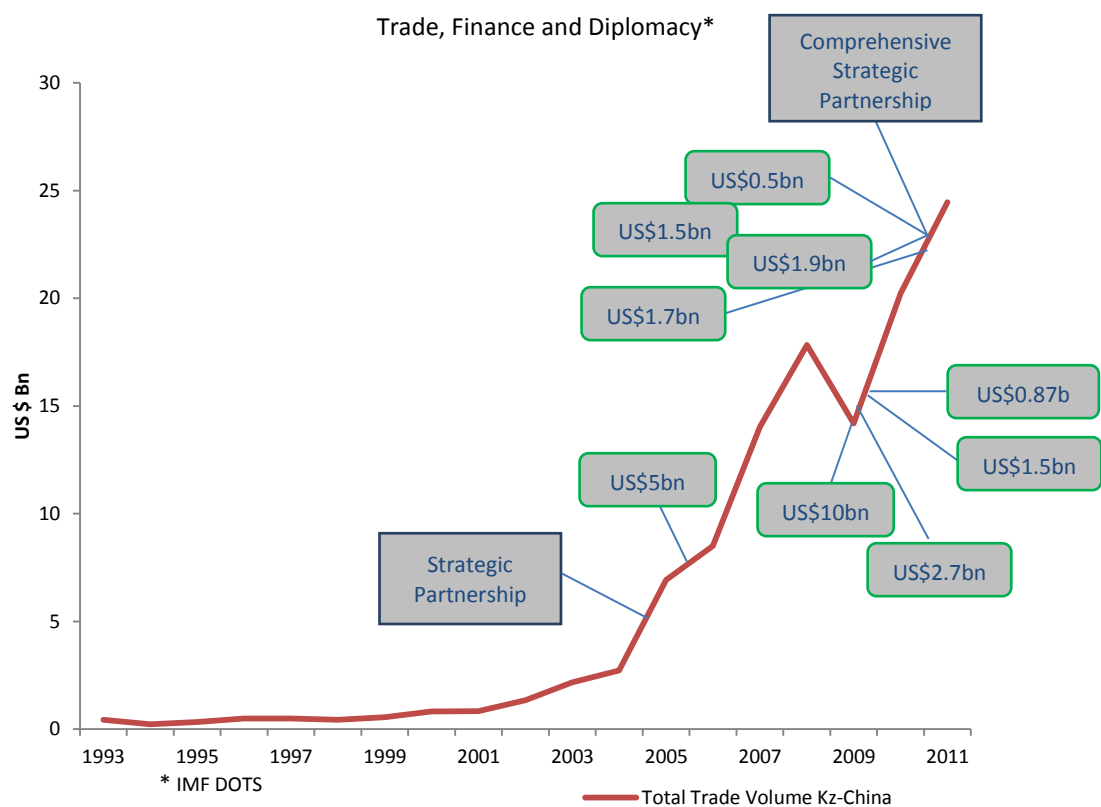 Trade, Finance and Diplomacy*
Comprehensive
Strategic
Partnership
30
25
20
15
10
5
0
US $ Bn
US$0.5bn
US$1.5bn
US$1.9bn
US$1.7bn
US$0.87b
US$1.5bn
US$5bn
US$10bn
US$2.7bn
Strategic
Partnership
1993
1995
1997
1999
2001
2003
2005
2007
2009
2011
* IMF DOTS
Total Trade Volume Kz-China